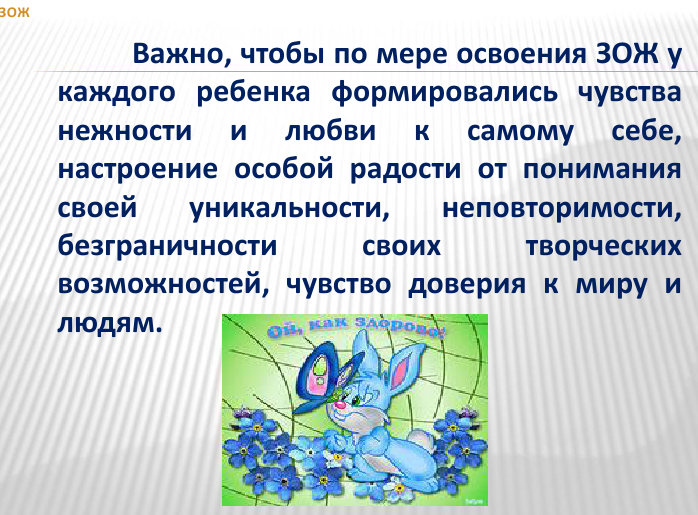 ЗОЖ
Важно, чтобы по мере освоения ЗОЖ у
каждого ребенка формировались чувства
нежности и любви к самому себе,
настроение особой радости от понимания
своей уникальности, неповторимости,
безграничности своих творческих
возможностей, чувство доверия к миру и
людям.
Ой, как здорово!